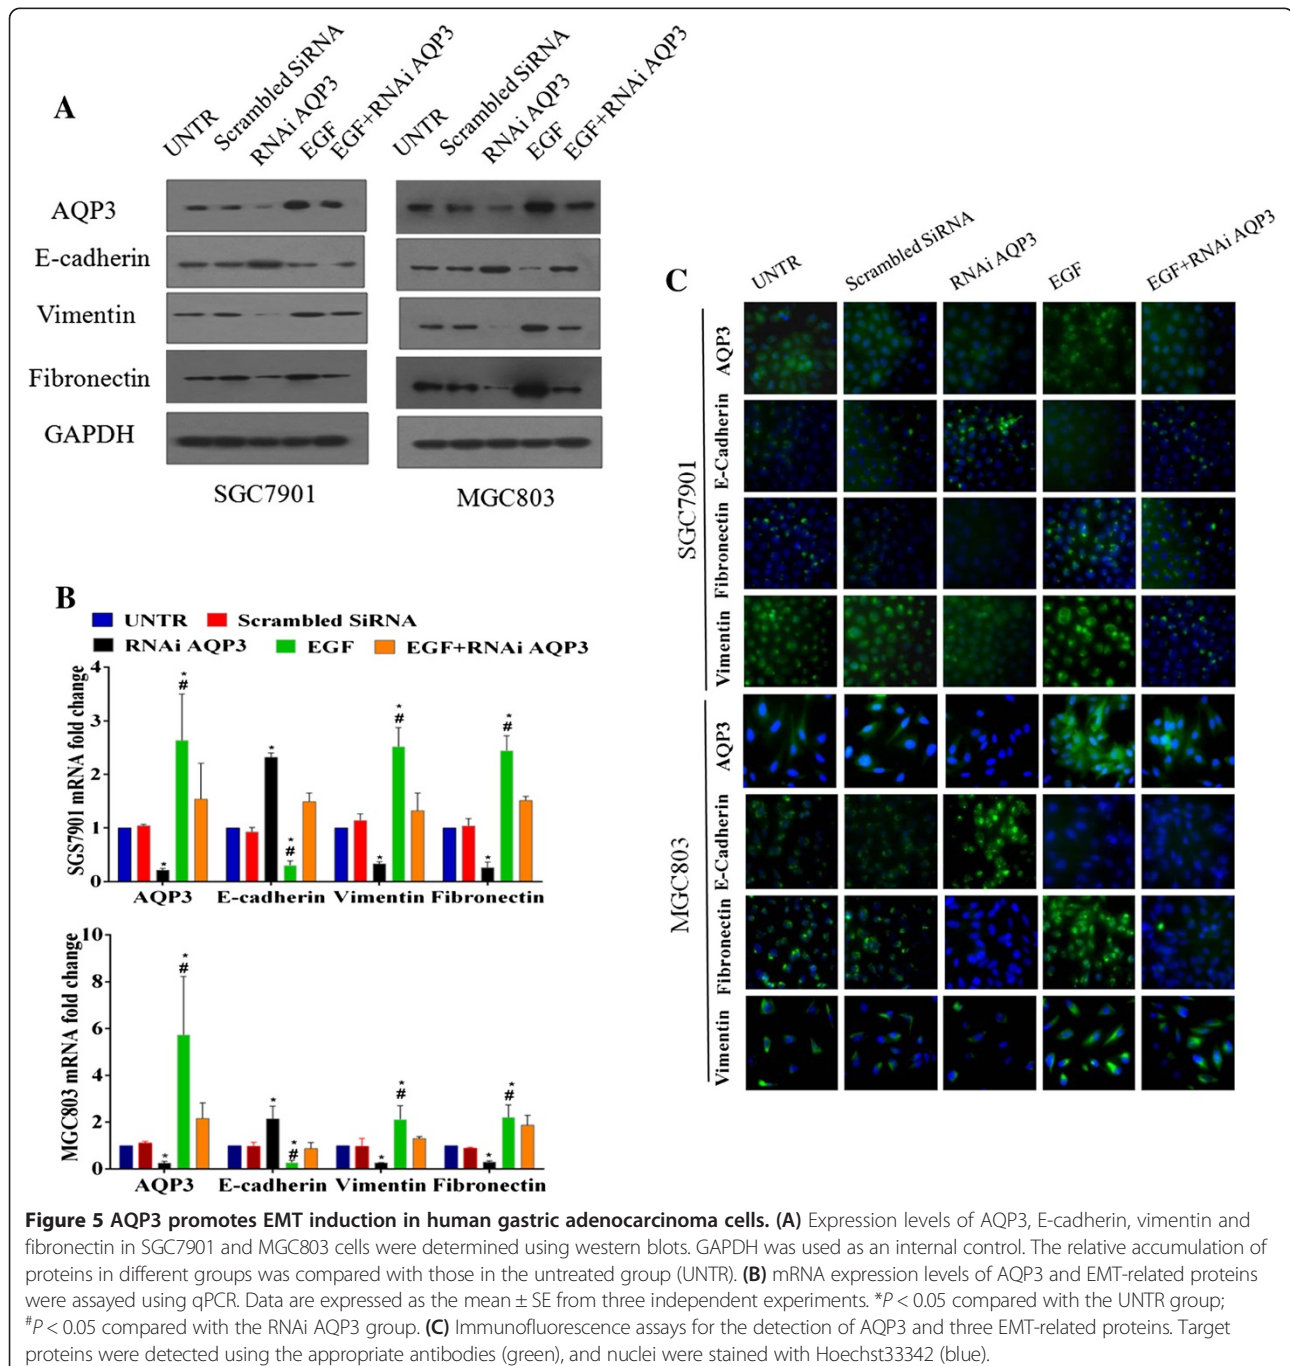 A
UNTR
Scrambled SiRNA
RNAi AQP3
EGF
EGF+RNAi AQP3
UNTR
Scrambled SiRNA
RNAi AQP3
EGF
EGF+RNAi AQP3
AQP3
E-cadherin
Vimentin
Fibronectin
GAPDH
SGC7901
MGC803
B
UNTR
Scrambled SiRNA
RNAi AQP3
EGF
EGF+RNAi AQP3
SGS7901 mRNA fold change
4
3
2
1
0
*
*
#
*
*
#
*
*
#
*
*
#
AQP3
E-cadherin
Vimentin
Fibronectin
MGC803 mRNA fold change
10
8
6
4
2
0
*
*
#
*
*
#
*
*
#
*
*
#
AQP3
E-cadherin
Vimentin
Fibronectin
C
UNTR
Scrambled SiRNA
RNAi AQP3
EGF
EGF+RNAi AQP3
SGC7901
AQP3
E-Cadherin
Fibronectin
Vimentin
MGC803
AQP3
E-Cadherin
Fibronectin
Vimentin
Figure 5 AQP3 promotes EMT induction in human gastric adenocarcinoma cells. (A) Expression levels of AQP3, E-cadherin, vimentin and
fibronectin in SGC7901 and MGC803 cells were determined using western blots. GAPDH was used as an internal control. The relative accumulation of
proteins in different groups was compared with those in the untreated group (UNTR). (B) mRNA expression levels of AQP3 and EMT-related proteins
were assayed using qPCR. Data are expressed as the mean ± SE from three independent experiments. *P < 0.05 compared with the UNTR group;
#P < 0.05 compared with the RNAi AQP3 group. (C) Immunofluorescence assays for the detection of AQP3 and three EMT-related proteins. Target
proteins were detected using the appropriate antibodies (green), and nuclei were stained with Hoechst33342 (blue).